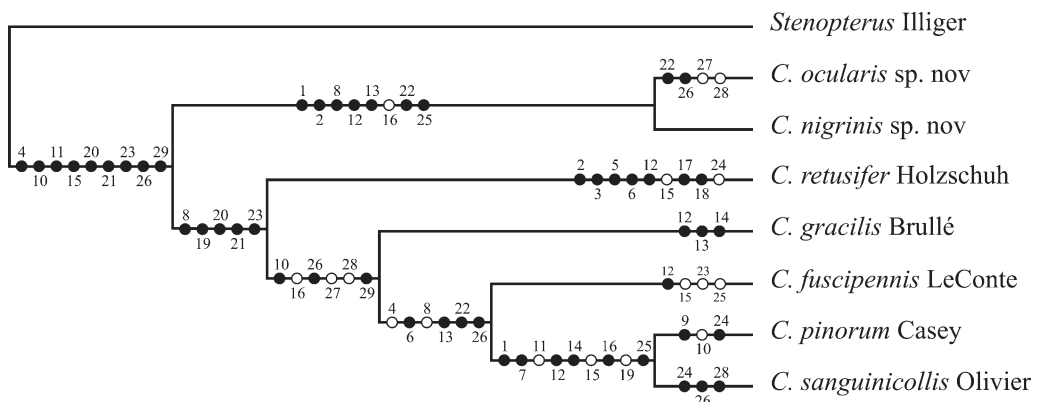 Stenopterus Illiger
22 27
C. ocularis sp. nov
26 28
1 8 13 22
2 12 16 25
C. nigrinis sp. nov
4 11 20 23 29
10 15 21 26
2 5 12 17 24
C. retusifer Holzschuh
3 6 15 18
8 20 23
19 21
12 14
C. gracilis Brullé
13
10 26 28
16 27 29
12 23
C. fuscipennis LeConte
15 25
4 8 22
6 13 26
9 24
C. pinorum Casey
10
1 11 14 16 25
7 12 15 19
24 28
C. sanguinicollis Olivier
26